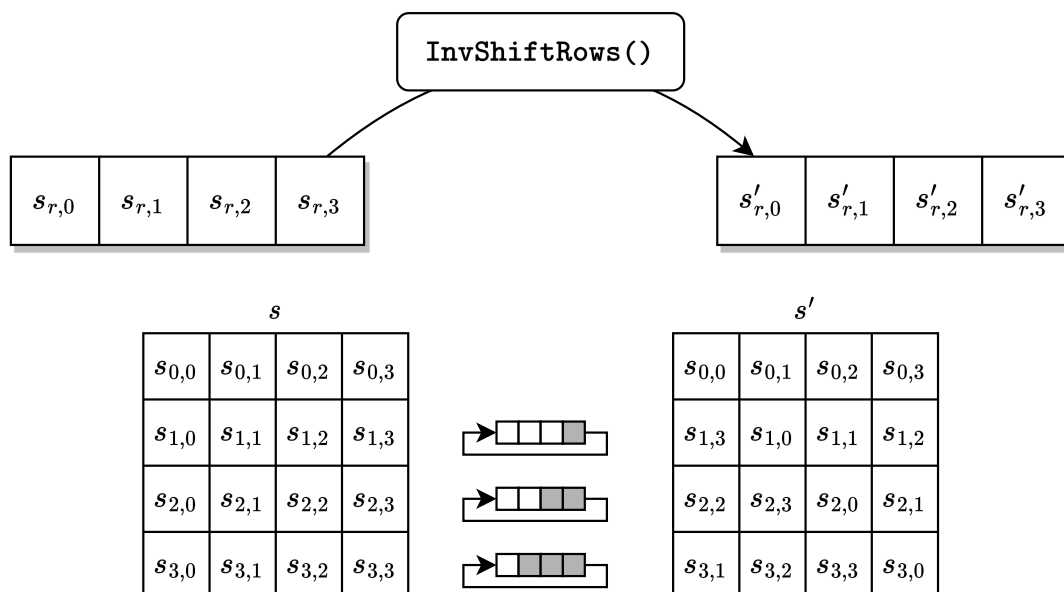 InvShiftRows()
s_{r,0} s_{r,1} s_{r,2} s_{r,3} s'_{r,0} s'_{r,1} s'_{r,2} s'_{r,3}
s s'
s_{0,0} s_{0,1} s_{0,2} s_{0,3} s_{0,0} s_{0,1} s_{0,2} s_{0,3}
s_{1,0} s_{1,1} s_{1,2} s_{1,3} s_{1,3} s_{1,0} s_{1,1} s_{1,2}
s_{2,0} s_{2,1} s_{2,2} s_{2,3} s_{2,2} s_{2,3} s_{2,0} s_{2,1}
s_{3,0} s_{3,1} s_{3,2} s_{3,3} s_{3,1} s_{3,2} s_{3,3} s_{3,0}